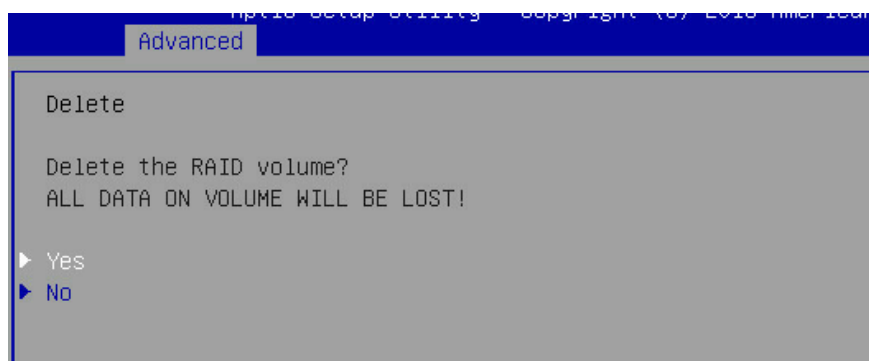 Advanced
Delete
Delete the RAID volume?
ALL DATA ON VOLUME WILL BE LOST!
Yes
No